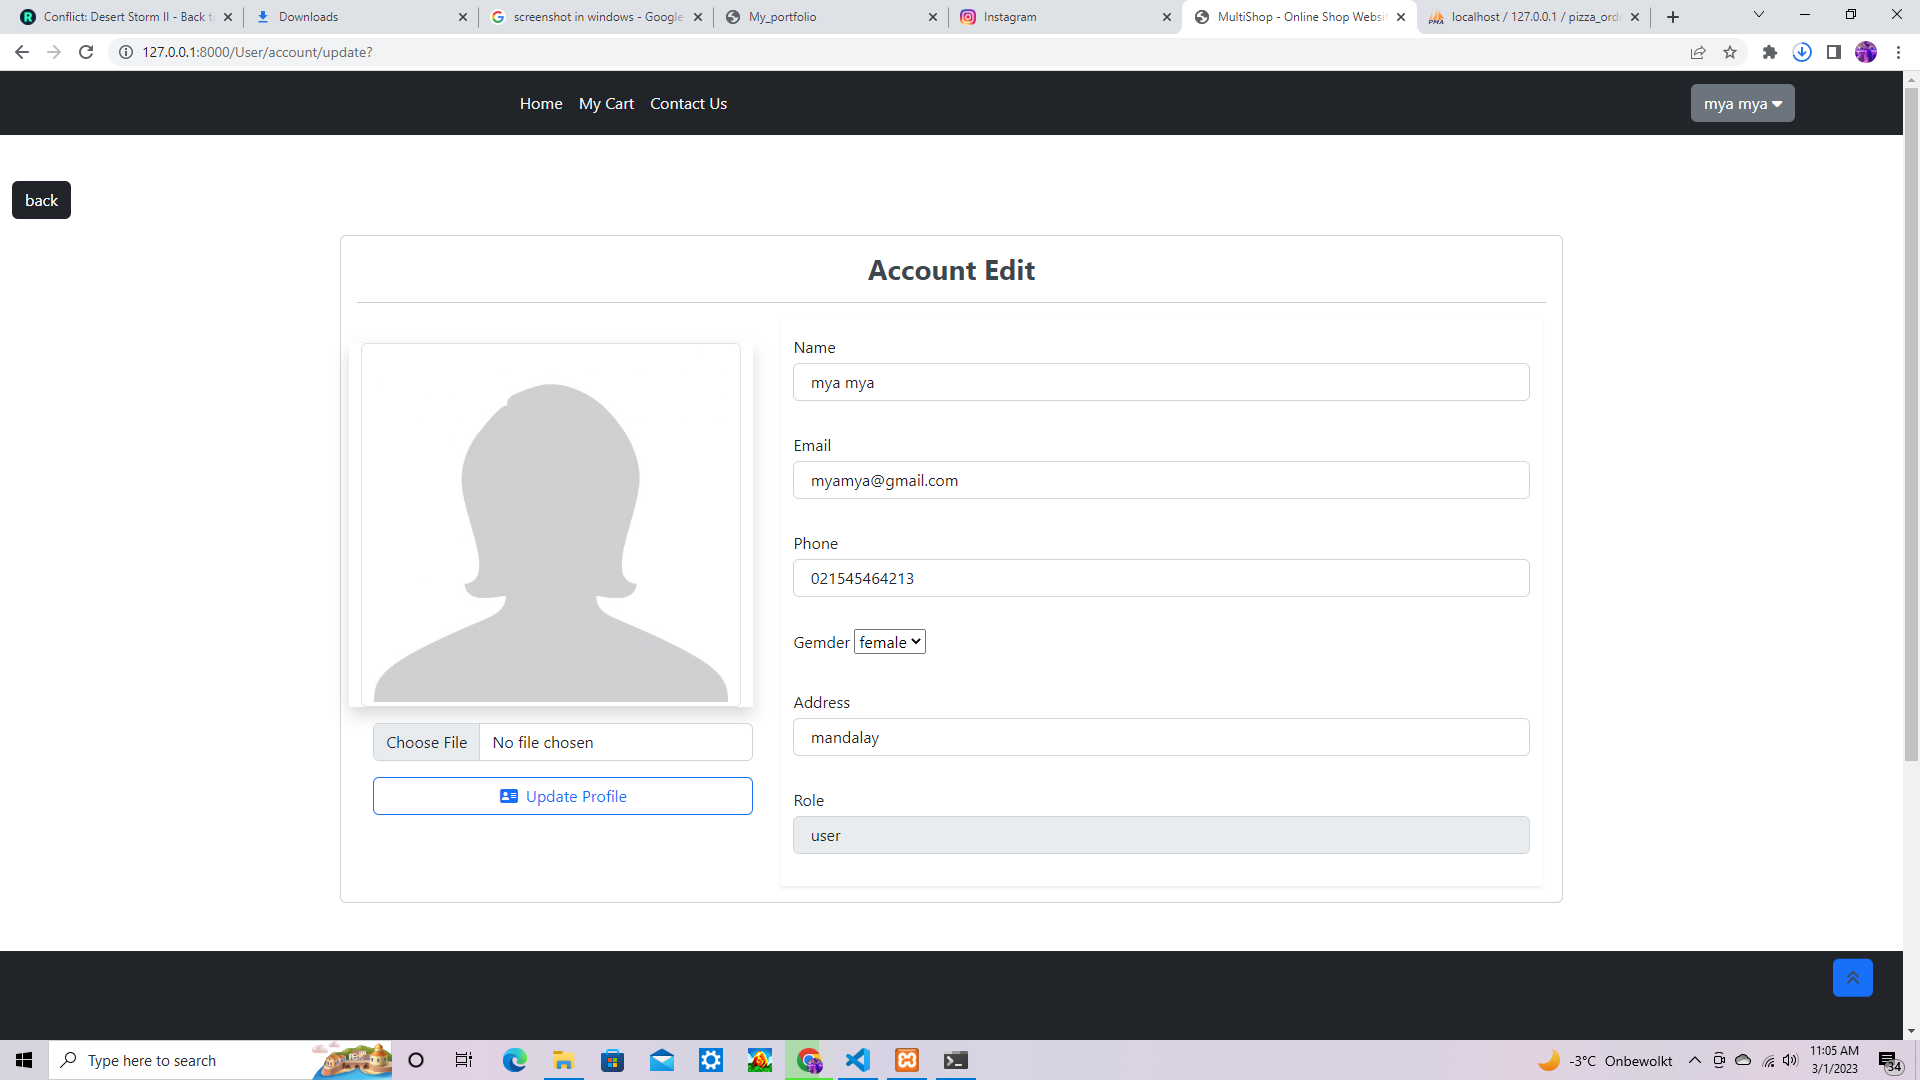 Conflict: Desert Storm II - Back t
Downloads
screenshot in windows - Google
My_portfolio
Instagram
MultiShop - Online Shop Websit
localhost / 127.0.0.1 / pizza_ord
127.0.0.1:8000/User/account/update?
Home My Cart Contact Us
mya mya
back
Account Edit
Name
mya mya
Email
myamya@gmail.com
Phone
021545464213
Gemder female
Address
mandalay
Role
user
Choose File No file chosen
Update Profile
Type here to search
-3°C Onbewolkt
11:05 AM
3/1/2023
34